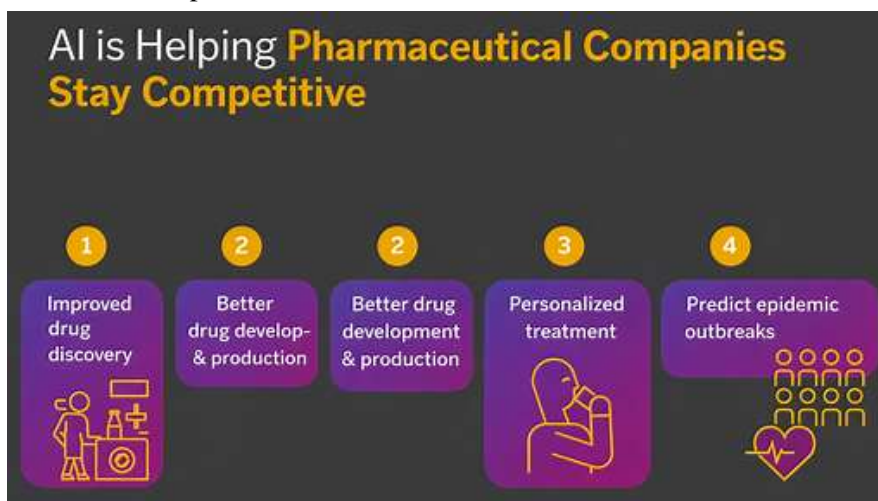 AI is Helping Pharmaceutical Companies
Stay Competitive
1
Improved
drug
discovery
2
Better
drug develop-
& production
2
Better drug
development
& production
3
Personalized
treatment
4
Predict epidemic
outbreaks